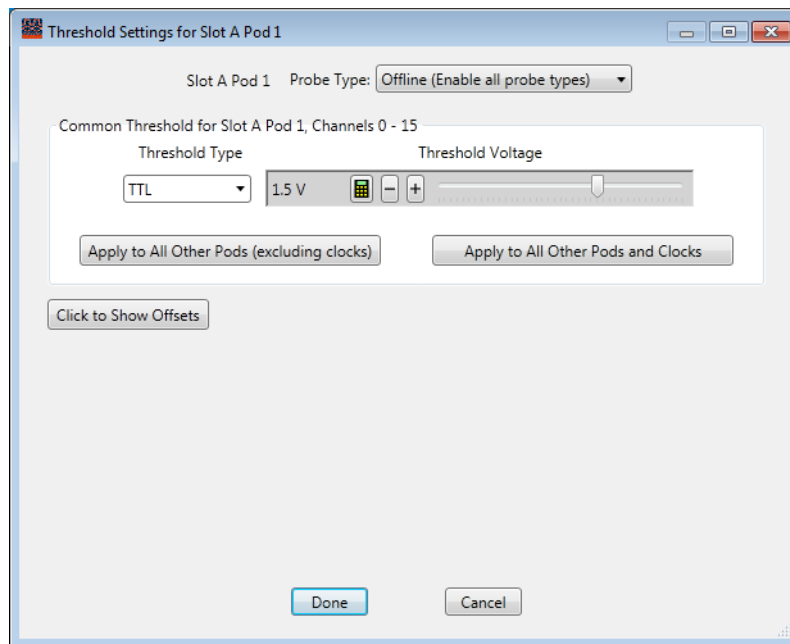 Threshold Settings for Slot A Pod 1
Slot A Pod 1 Probe Type: Offline (Enable all probe types)
Common Threshold for Slot A Pod 1, Channels 0 - 15
Threshold Type Threshold Voltage
TTL 1.5 V − +
Apply to All Other Pods (excluding clocks) Apply to All Other Pods and Clocks
Click to Show Offsets
Done Cancel